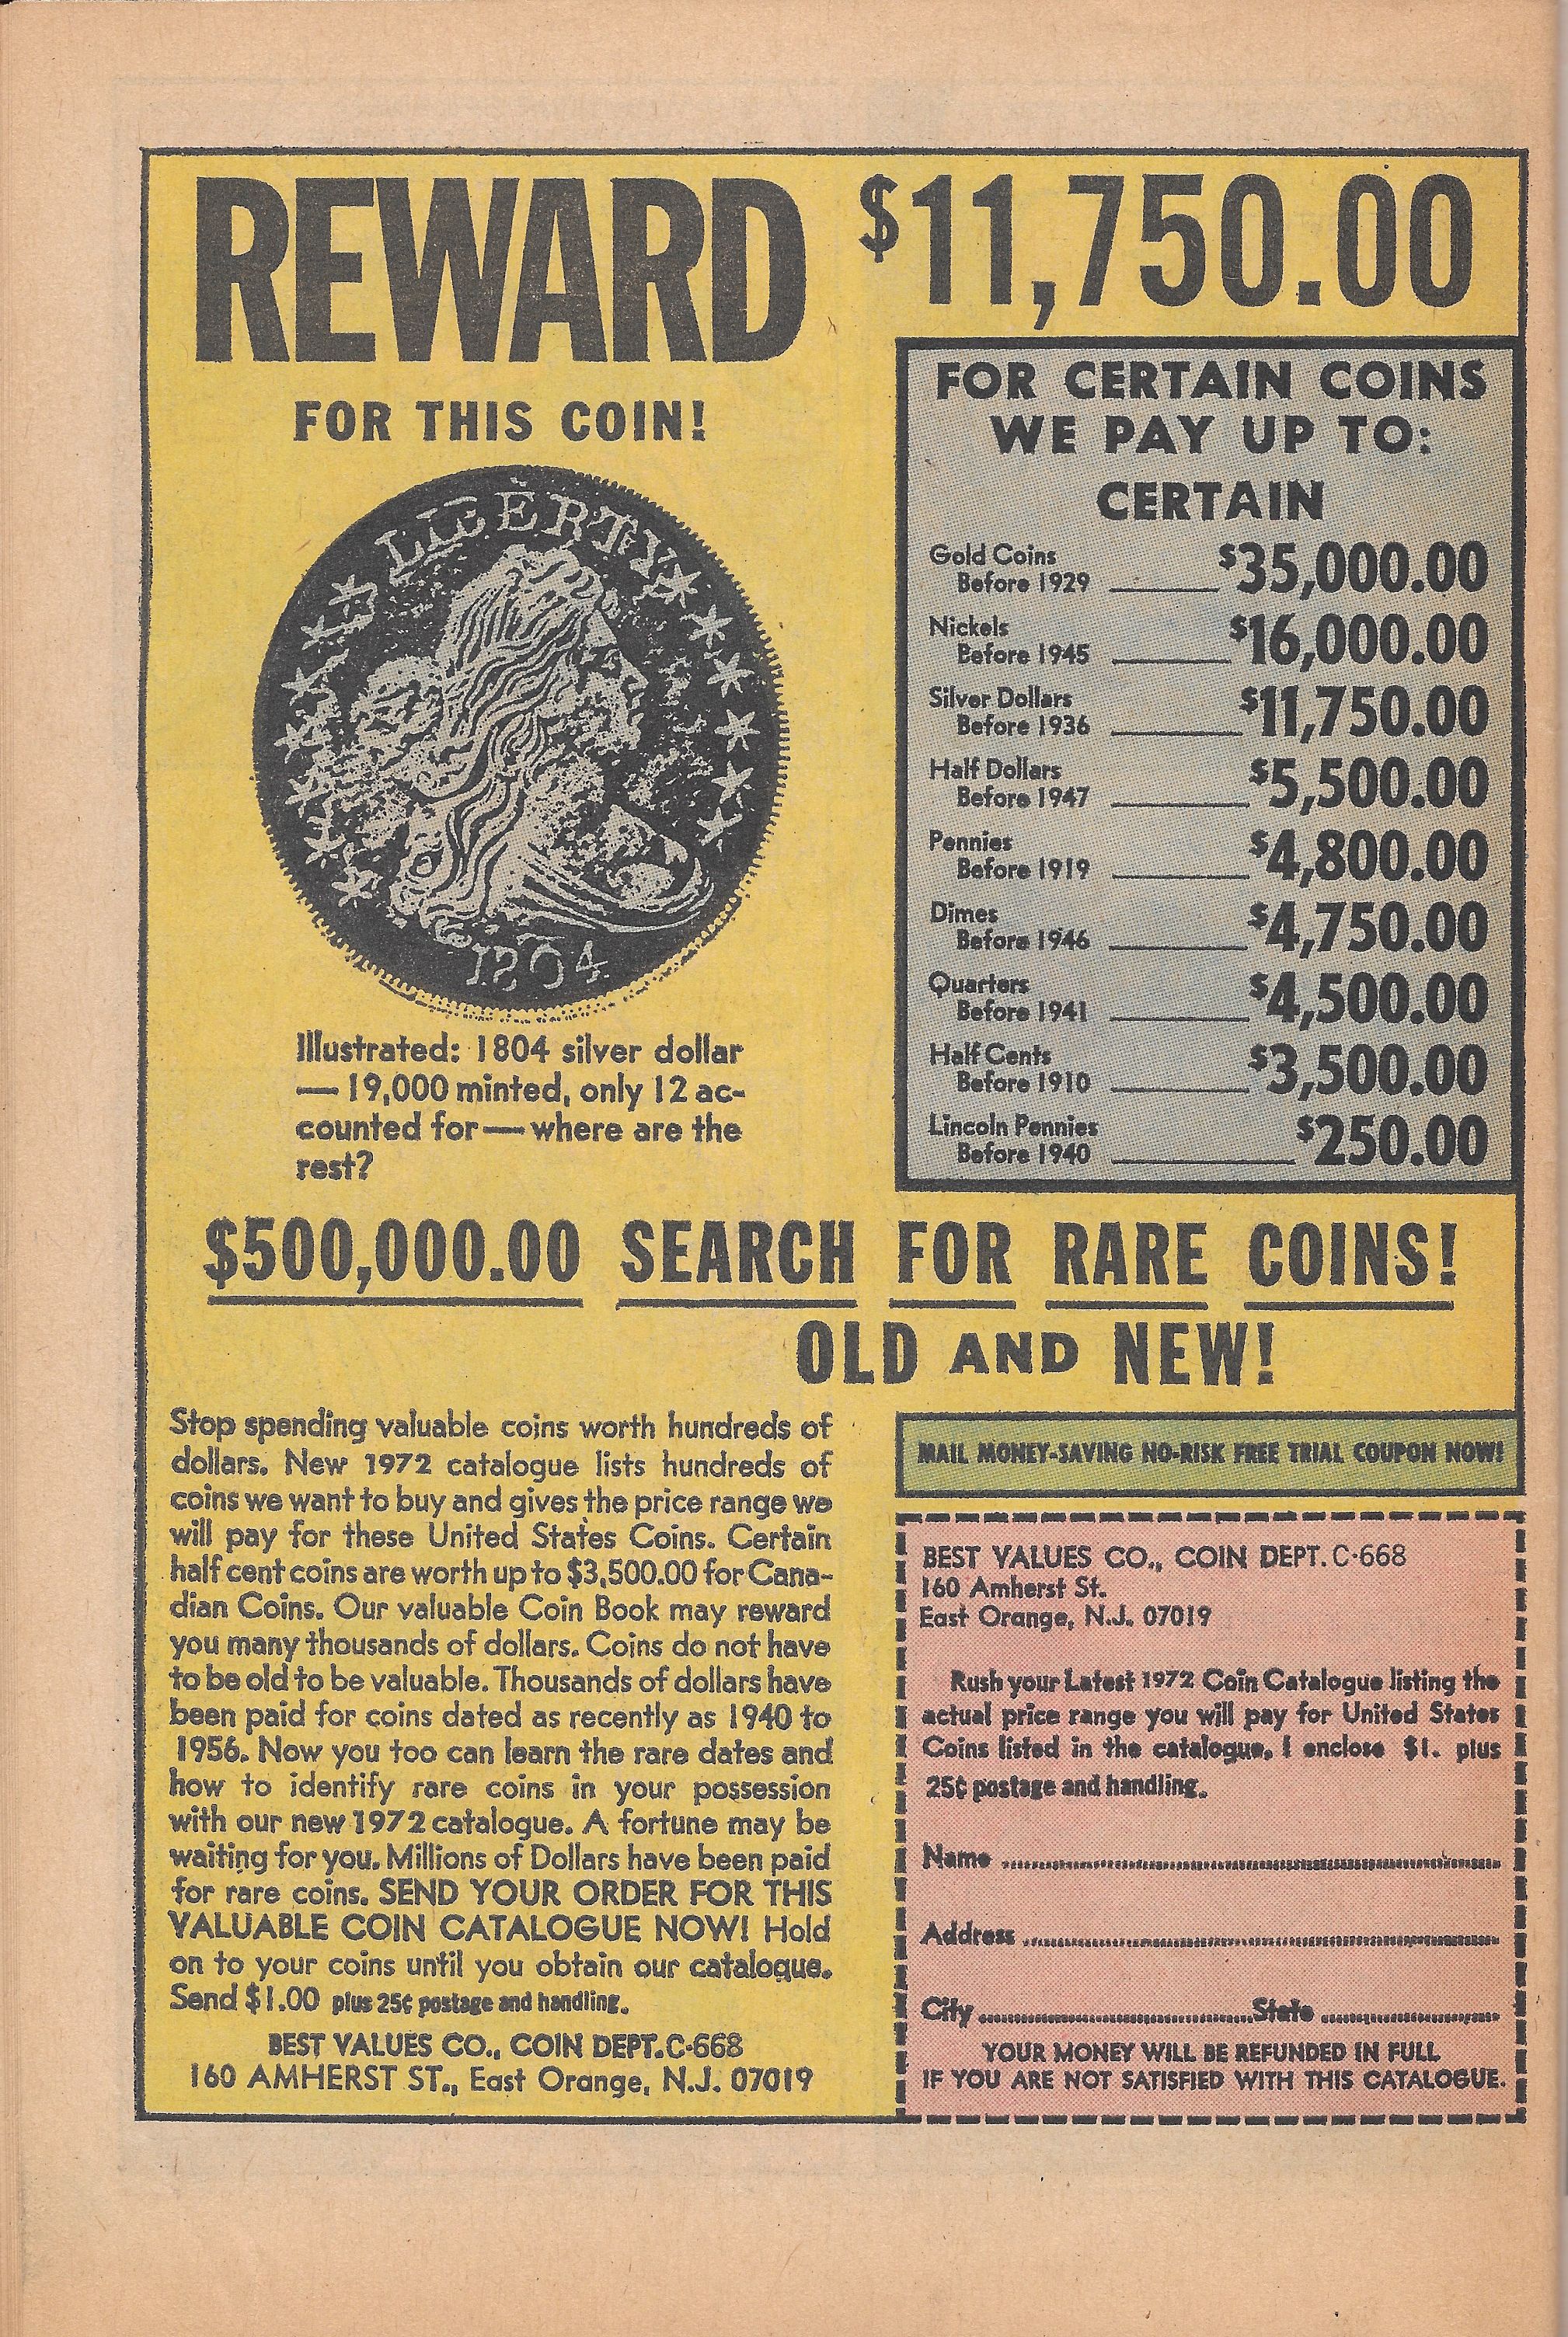 REWARD $11,750.00
FOR THIS COIN!
LIBERTY
1804
Illustrated: 1804 silver dollar
— 19,000 minted, only 12 ac-
counted for — where are the
rest?
FOR CERTAIN COINS
WE PAY UP TO:
CERTAIN
Gold Coins
Before 1929 $35,000.00
Nickels
Before 1945 $16,000.00
Silver Dollars
Before 1936 $11,750.00
Half Dollars
Before 1947 $5,500.00
Pennies
Before 1919 $4,800.00
Dimes
Before 1946 $4,750.00
Quarters
Before 1941 $4,500.00
Half Cents
Before 1910 $3,500.00
Lincoln Pennies
Before 1940 $250.00
$500,000.00 SEARCH FOR RARE COINS!
OLD AND NEW!
Stop spending valuable coins worth hundreds of
dollars. New 1972 catalogue lists hundreds of
coins we want to buy and gives the price range we
will pay for these United States Coins. Certain
half cent coins are worth up to $3,500.00 for Cana-
dian Coins. Our valuable Coin Book may reward
you many thousands of dollars. Coins do not have
to be old to be valuable. Thousands of dollars have
been paid for coins dated as recently as 1940 to
1956. Now you too can learn the rare dates and
how to identify rare coins in your possession
with our new 1972 catalogue. A fortune may be
waiting for you. Millions of Dollars have been paid
for rare coins. SEND YOUR ORDER FOR THIS
VALUABLE COIN CATALOGUE NOW! Hold
on to your coins until you obtain our catalogue.
Send $1.00 plus 25¢ postage and handling.
BEST VALUES CO., COIN DEPT. C-668
160 AMHERST ST., East Orange, N.J. 07019
MAIL MONEY-SAVING NO-RISK FREE TRIAL COUPON NOW!
BEST VALUES CO., COIN DEPT. C-668
160 Amherst St.
East Orange, N.J. 07019
Rush your Latest 1972 Coin Catalogue listing the
actual price range you will pay for United States
Coins listed in the catalogue. I enclose $1. plus
25¢ postage and handling.
Name
Address
City State
YOUR MONEY WILL BE REFUNDED IN FULL
IF YOU ARE NOT SATISFIED WITH THIS CATALOGUE.